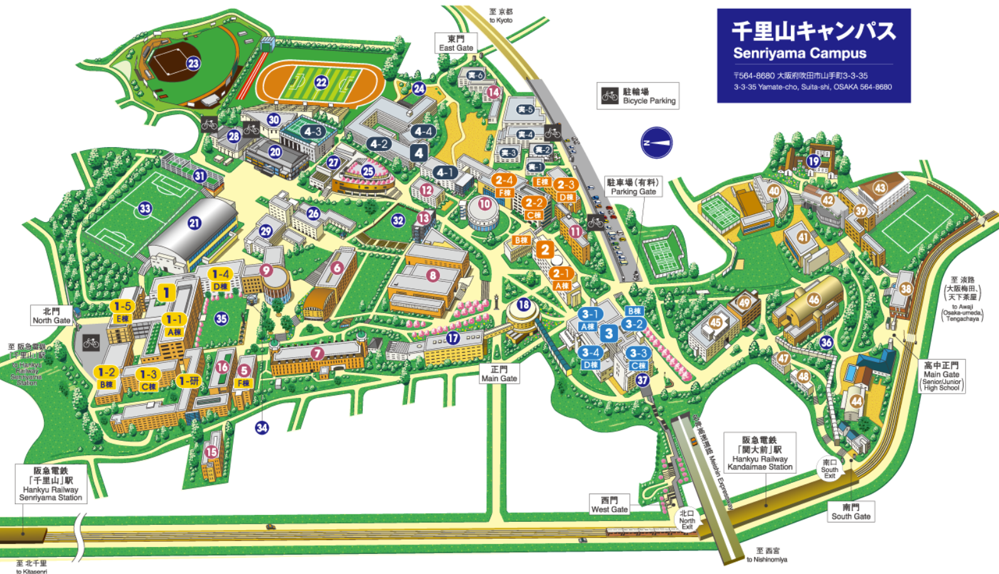 至 京都
to Kyoto
千里山キャンパス
Senriyama Campus
〒564-8680 大阪府吹田市山手町3-3-35
3-3-35 Yamate-cho, Suita-shi, OSAKA 564-8680
東門
East Gate
駐輪場
Bicycle Parking
N
駐車場(有料)
Parking Gate
23
22
24
実-6
14
実-5
実-4
実-3
実-2
実-1
30
28
20
4-3
4-4
4-2
4
4-1
27
25
31
33
21
26
29
32
12
13
10
2-4
F棟
E棟
2-3
D棟
2-2
C棟
11
B棟
2
2-1
A棟
19
40
42
43
39
41
38
46
49
45
36
47
48
44
1-4
D棟
9
6
8
1
1-5
E棟
1-1
A棟
35
18
17
7
3-1
A棟
B棟
3-2
3
3-4
D棟
3-3
C棟
37
1-2
B棟
1-3
C棟
1-研
16
5
F棟
34
15
北門
North Gate
至 阪急電鉄
「千里山」駅
to Hankyu
Railway
Senriyama
Station
正門
Main Gate
至 淡路
(大阪梅田、
天下茶屋)
to Awaji
(Osaka-umeda,
Tengachaya)
高中正門
Main Gate
(Senior/Junior
High School)
阪急電鉄
「千里山」駅
Hankyu Railway
Senriyama Station
阪急電鉄
「関大前」駅
Hankyu Railway
Kandaimae Station
南口
South
Exit
南門
South Gate
西門
West Gate
北口
North
Exit
Meishin Expressway
至 西宮
to Nishinomiya
至 北千里
to Kitasenri